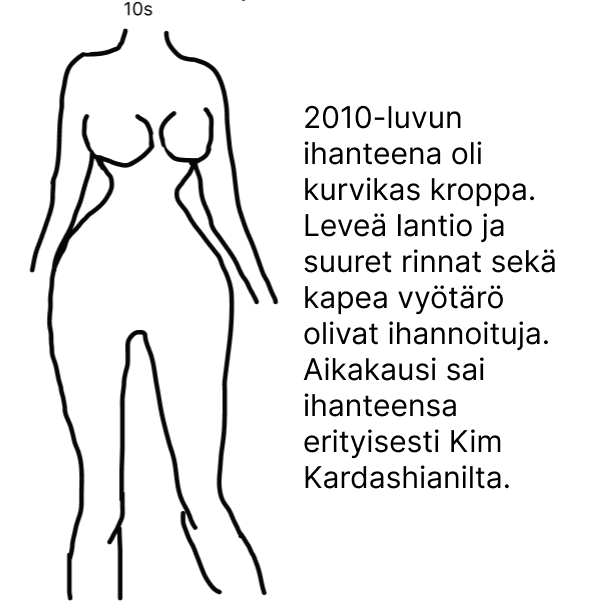 10s
2010-luvun
ihanteena oli
kurvikas kroppa.
Leveä lantio ja
suuret rinnat sekä
kapea vyötärö
olivat ihannoituja.
Aikakausi sai
ihanteensa
erityisesti Kim
Kardashianilta.